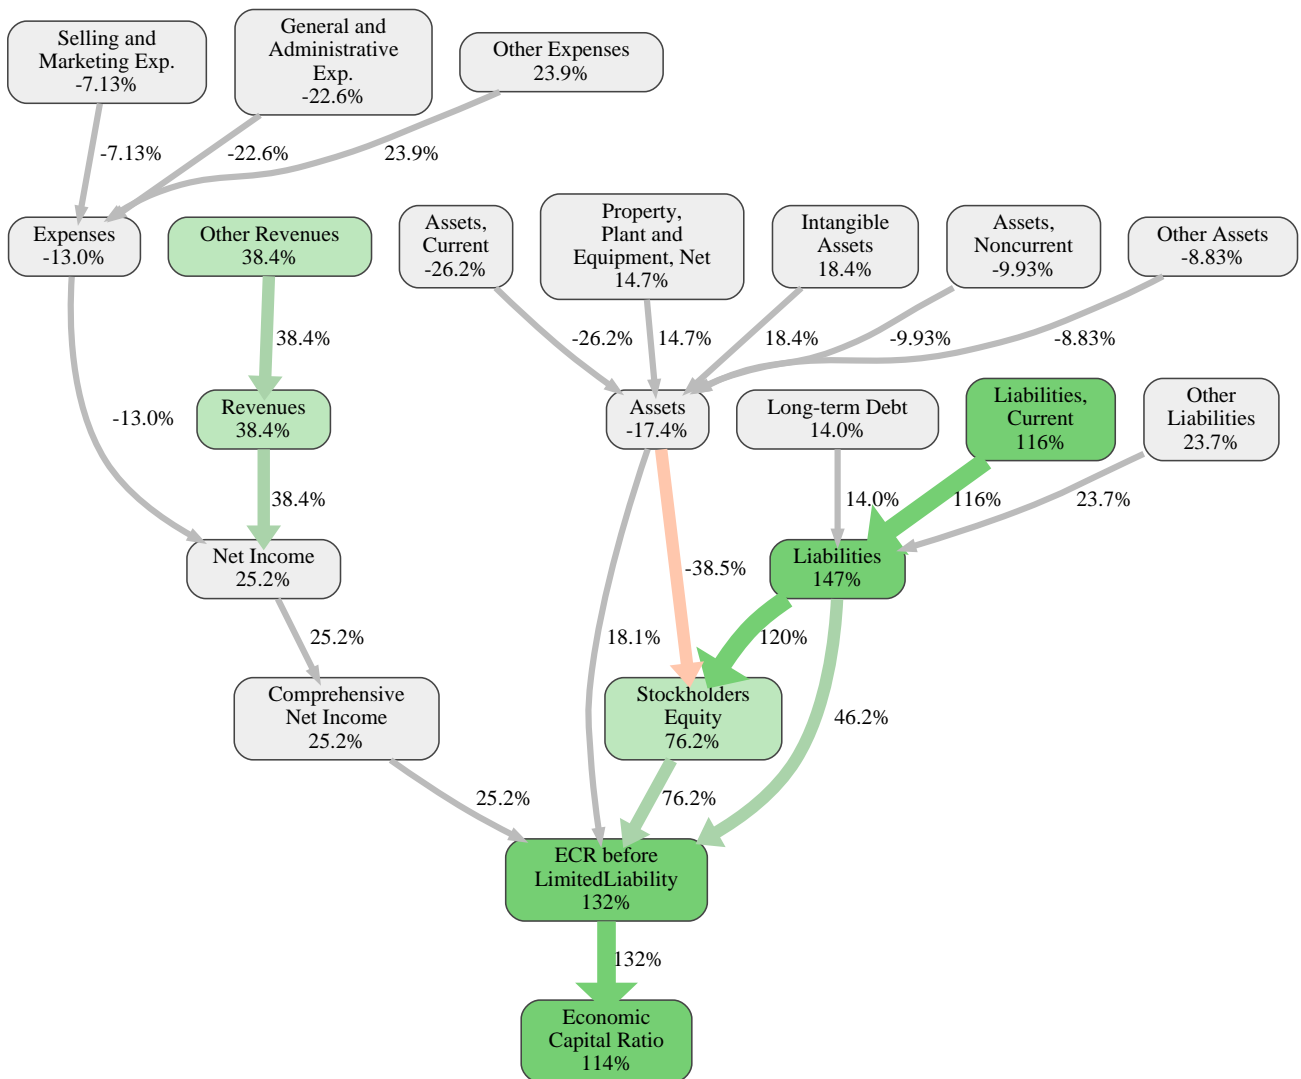 Selling and
Marketing Exp.
-7.13%
General and
Administrative
Exp.
-22.6%
Other Expenses
23.9%
-7.13%
-22.6%
23.9%
Expenses
-13.0%
Other Revenues
38.4%
Assets,
Current
-26.2%
Property,
Plant and
Equipment, Net
14.7%
Intangible
Assets
18.4%
Assets,
Noncurrent
-9.93%
Other Assets
-8.83%
38.4%
-26.2%
14.7%
18.4%
-9.93%
-8.83%
-13.0%
Revenues
38.4%
Assets
-17.4%
Long-term Debt
14.0%
Liabilities,
Current
116%
Other
Liabilities
23.7%
38.4%
14.0%
116%
23.7%
Net Income
25.2%
-38.5%
Liabilities
147%
25.2%
18.1%
120%
Comprehensive
Net Income
25.2%
Stockholders
Equity
76.2%
46.2%
25.2%
76.2%
ECR before
LimitedLiability
132%
132%
Economic
Capital Ratio
114%